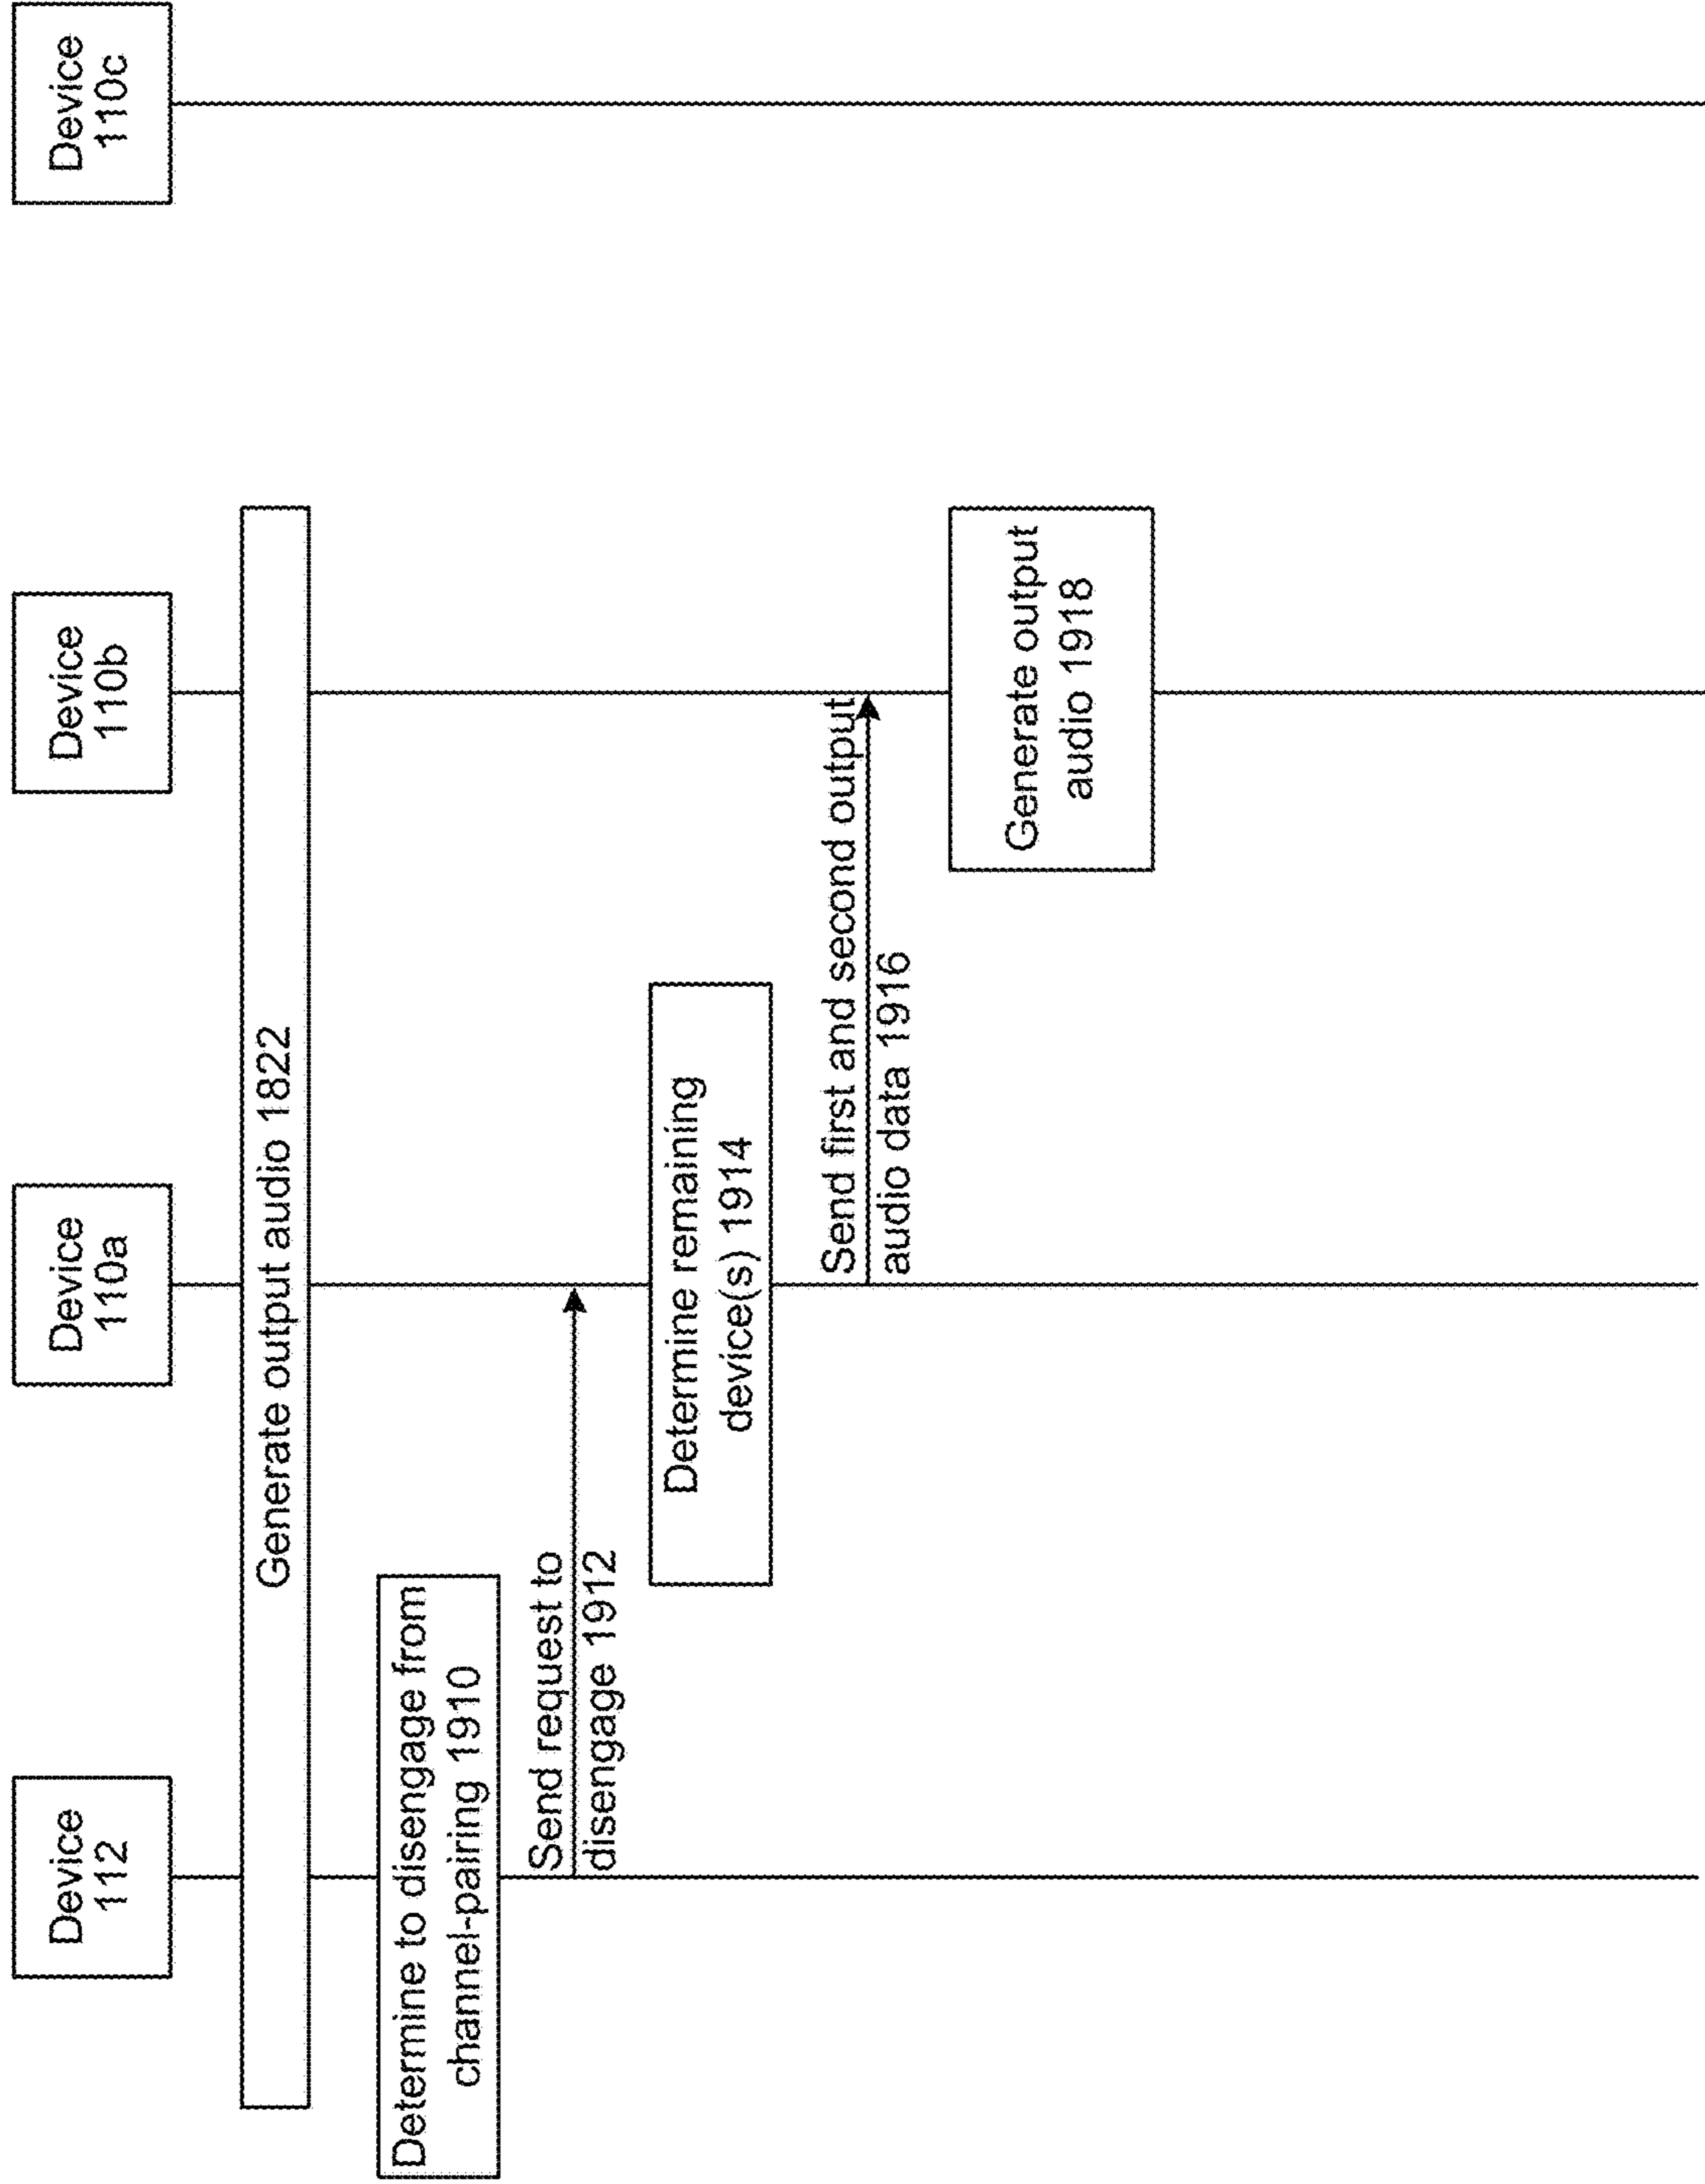 Device
112
Device
110a
Device
110b
Device
110c
Generate output audio 1822
Determine to disengage from
channel-pairing 1910
Send request to
disengage 1912
Determine remaining
device(s) 1914
Send first and second output
audio data 1916
Generate output
audio 1918